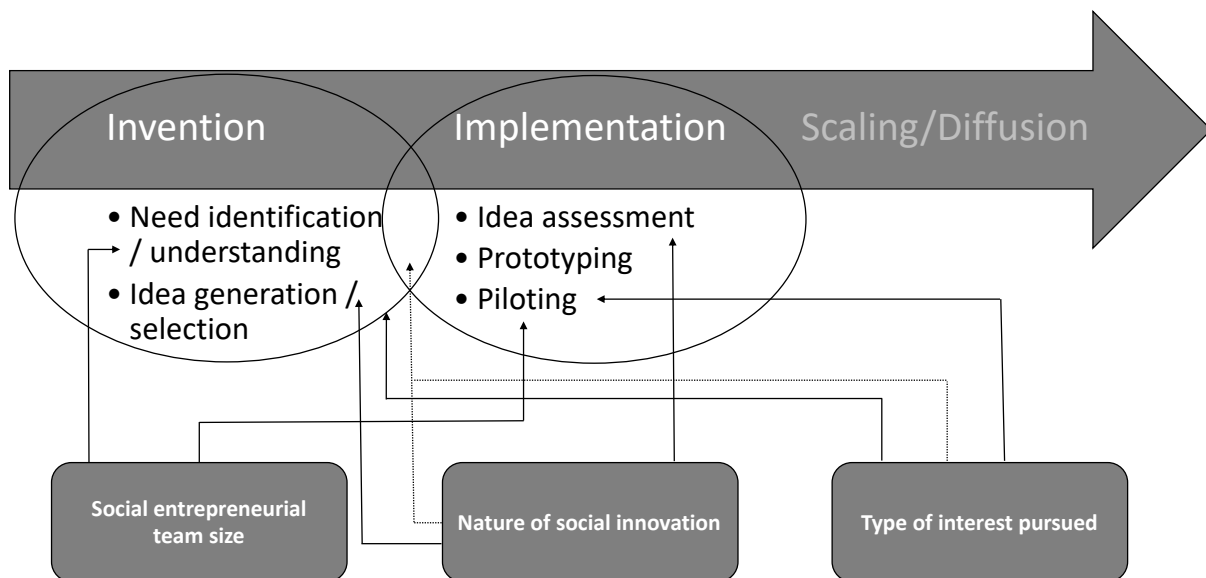 Invention
Implementation
Scaling/Diffusion
• Need identification
/ understanding
• Idea generation /
selection
• Idea assessment
• Prototyping
• Piloting
Social entrepreneurial
team size
Nature of social innovation
Type of interest pursued